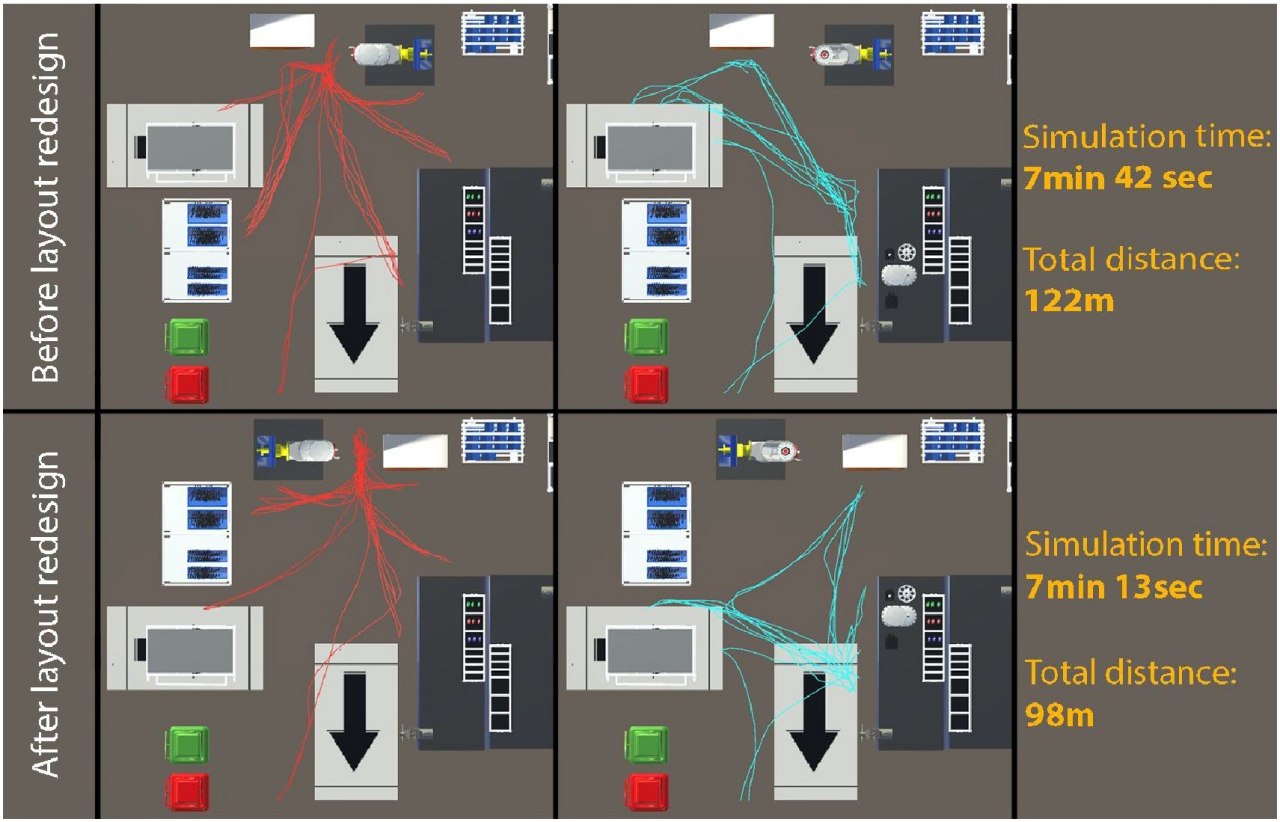 Before layout redesign
Simulation time:
7min 42 sec
Total distance:
122m
After layout redesign
Simulation time:
7min 13sec
Total distance:
98m